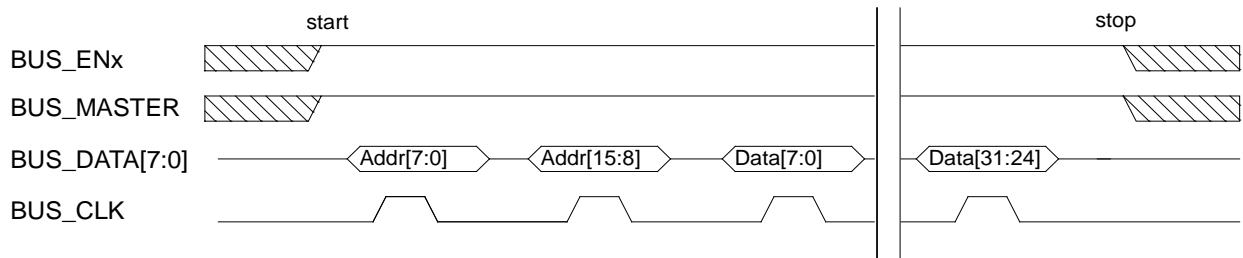 start stop
BUS_ENx
BUS_MASTER
BUS_DATA[7:0] Addr[7:0] Addr[15:8] Data[7:0] Data[31:24]
BUS_CLK